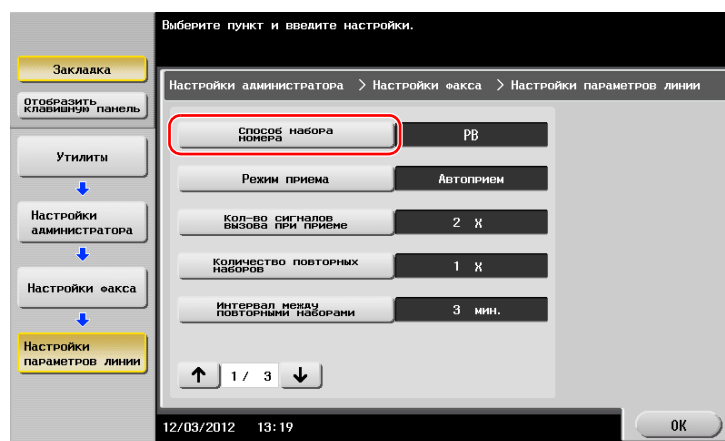 Выберите пункт и введите настройки.
Закладка
Отобразить
клавишную панель
Утилиты
Настройки
администратора
Настройки факса
Настройки
параметров линии
Настройки администратора > Настройки факса > Настройки параметров линии
Способ набора
номера
PB
Режим приема
Автоприем
Кол-во сигналов
вызова при приеме
2 X
Количество повторных
наборов
1 X
Интервал между
повторными наборами
3 мин.
↑ 1/ 3 ↓
12/03/2012 13:19
OK